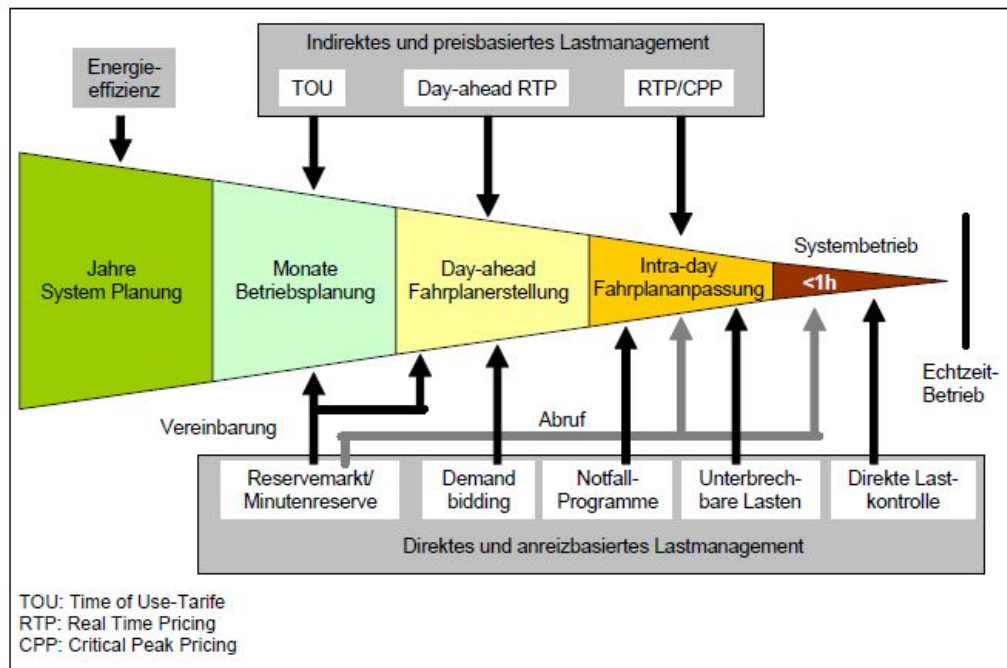 Indirektes und preisbasiertes Lastmanagement
Energie-
effizienz
TOU
Day-ahead RTP
RTP/CPP
Jahre
System Planung
Monate
Betriebsplanung
Day-ahead
Fahrplanerstellung
Intra-day
Fahrplananpassung
Systembetrieb
<1h
Echtzeit-
Betrieb
Vereinbarung
Abruf
Reservemarkt/
Minutenreserve
Demand
bidding
Notfall-
Programme
Unterbrech-
bare Lasten
Direkte Last-
kontrolle
Direktes und anreizbasiertes Lastmanagement
TOU: Time of Use-Tarife
RTP: Real Time Pricing
CPP: Critical Peak Pricing